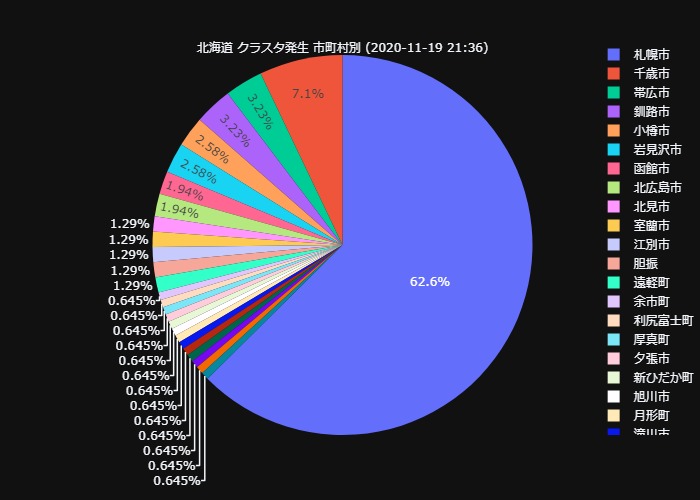 北海道 クラスタ発生 市町村別 (2020-11-19 21:36)
62.6%
7.1%
3.23%
3.23%
2.58%
2.58%
1.94%
1.94%
1.29%
1.29%
1.29%
1.29%
1.29%
0.645%
0.645%
0.645%
0.645%
0.645%
0.645%
0.645%
0.645%
0.645%
0.645%
0.645%
0.645%
0.645%
札幌市
千歳市
帯広市
釧路市
小樽市
岩見沢市
函館市
北広島市
北見市
室蘭市
江別市
胆振
遠軽町
余市町
利尻富士町
厚真町
夕張市
新ひだか町
旭川市
月形町
滝川市